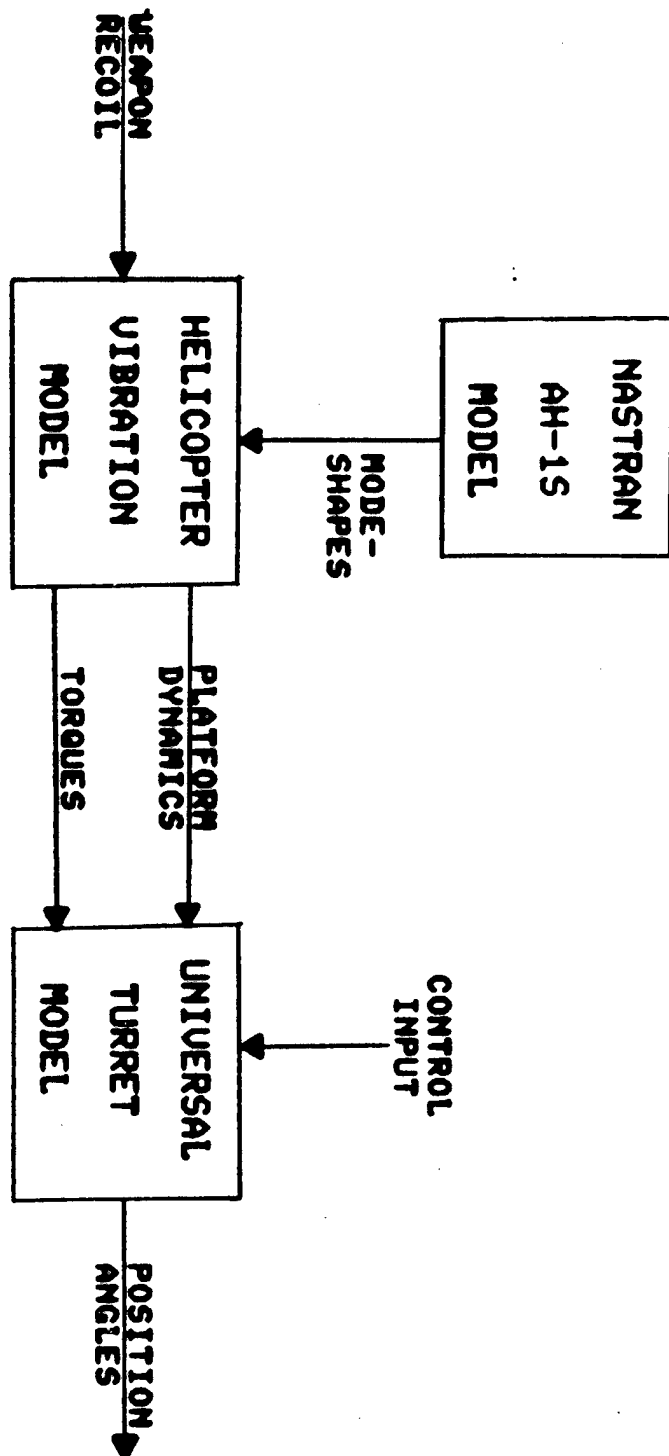 NASTRAN
AH-1S
MODEL
MODE-
SHAPES
CONTROL
INPUT
WEAPON
RECOIL
HELICOPTER
VIBRATION
MODEL
PLATFORM
DYNAMICS
TORQUES
UNIVERSAL
TURRET
MODEL
POSITION
ANGLES